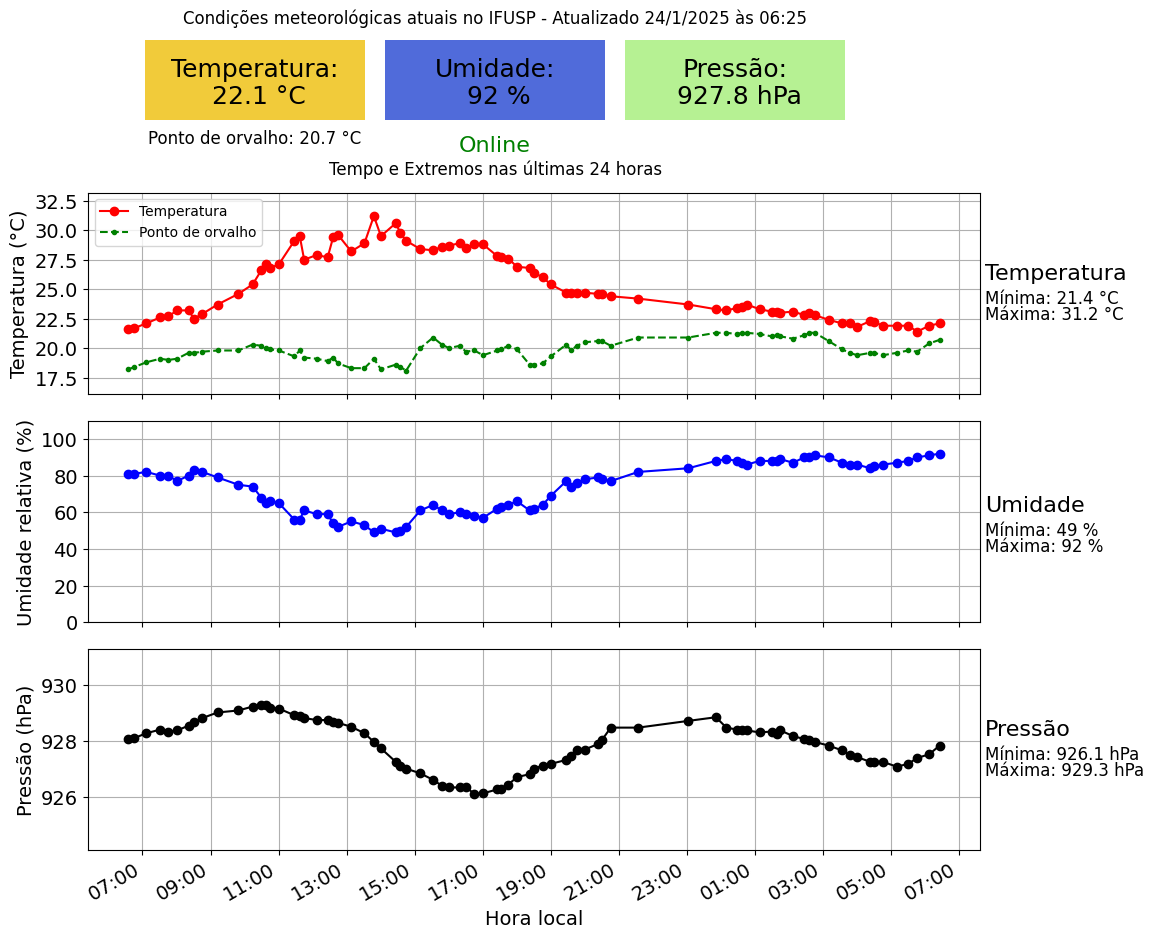 Condições meteorológicas atuais no IFUSP - Atualizado 24/1/2025 às 06:25
Temperatura:
22.1 °C
Umidade:
92 %
Pressão:
927.8 hPa
Ponto de orvalho: 20.7 °C
Online
Tempo e Extremos nas últimas 24 horas
Temperatura (°C)
32.5
30.0
27.5
25.0
22.5
20.0
17.5
Temperatura
Ponto de orvalho
Temperatura
Mínima: 21.4 °C
Máxima: 31.2 °C
Umidade relativa (%)
100
80
60
40
20
0
Umidade
Mínima: 49 %
Máxima: 92 %
Pressão (hPa)
930
928
926
Pressão
Mínima: 926.1 hPa
Máxima: 929.3 hPa
07:00 09:00 11:00 13:00 15:00 17:00 19:00 21:00 23:00 01:00 03:00 05:00 07:00
Hora local